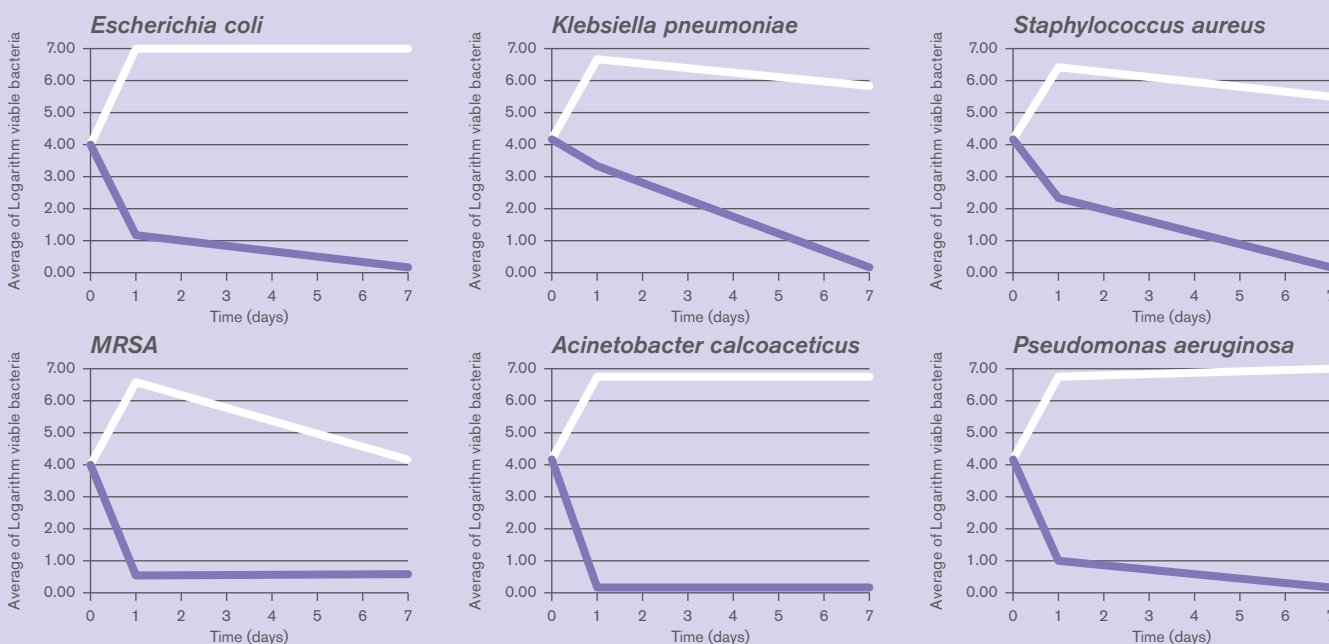 Escherichia coli
Average of Logarithm viable bacteria
7.00
6.00
5.00
4.00
3.00
2.00
1.00
0.00
0 1 2 3 4 5 6 7
Time (days)
Klebsiella pneumoniae
Average of Logarithm viable bacteria
7.00
6.00
5.00
4.00
3.00
2.00
1.00
0.00
0 1 2 3 4 5 6 7
Time (days)
Staphylococcus aureus
Average of Logarithm viable bacteria
7.00
6.00
5.00
4.00
3.00
2.00
1.00
0.00
0 1 2 3 4 5 6 7
Time (days)
MRSA
Average of Logarithm viable bacteria
7.00
6.00
5.00
4.00
3.00
2.00
1.00
0.00
0 1 2 3 4 5 6 7
Time (days)
Acinetobacter calcoaceticus
Average of Logarithm viable bacteria
7.00
6.00
5.00
4.00
3.00
2.00
1.00
0.00
0 1 2 3 4 5 6 7
Time (days)
Pseudomonas aeruginosa
Average of Logarithm viable bacteria
7.00
6.00
5.00
4.00
3.00
2.00
1.00
0.00
0 1 2 3 4 5 6 7
Time (days)